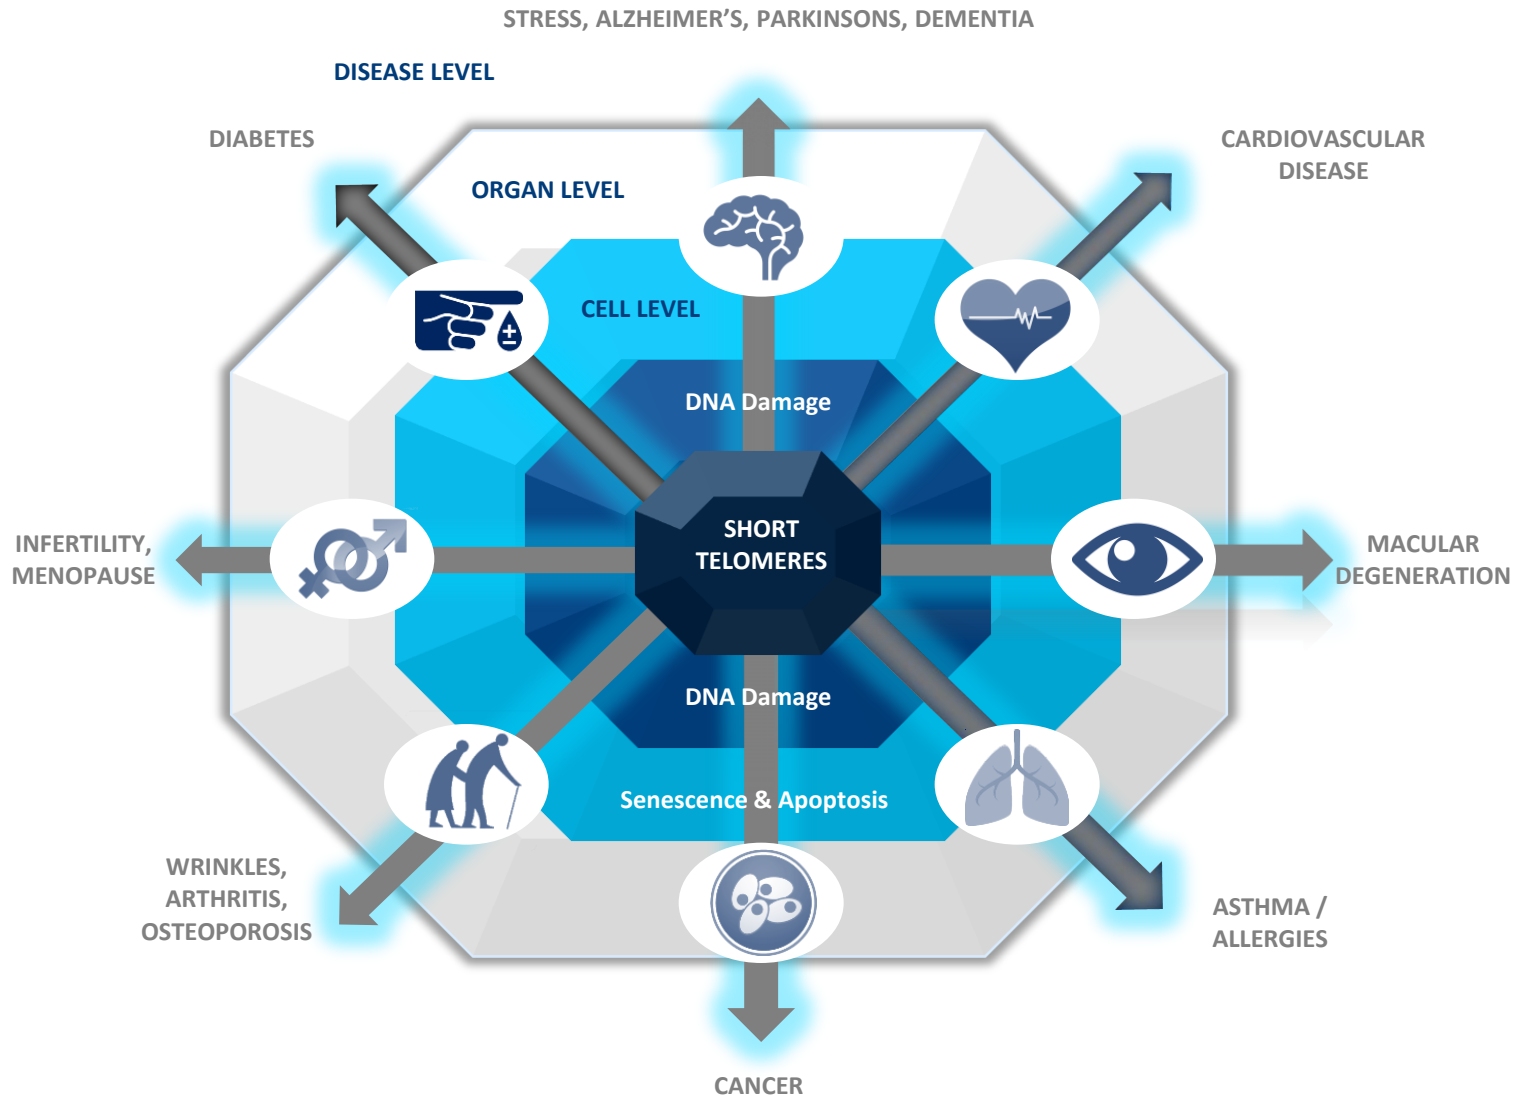 STRESS, ALZHEIMER’S, PARKINSONS, DEMENTIA
DISEASE LEVEL
DIABETES
CARDIOVASCULAR
DISEASE
ORGAN LEVEL
CELL LEVEL
DNA Damage
SHORT
TELOMERES
INFERTILITY,
MENOPAUSE
MACULAR
DEGENERATION
DNA Damage
Senescence & Apoptosis
WRINKLES,
ARTHRITIS,
OSTEOPOROSIS
ASTHMA /
ALLERGIES
CANCER